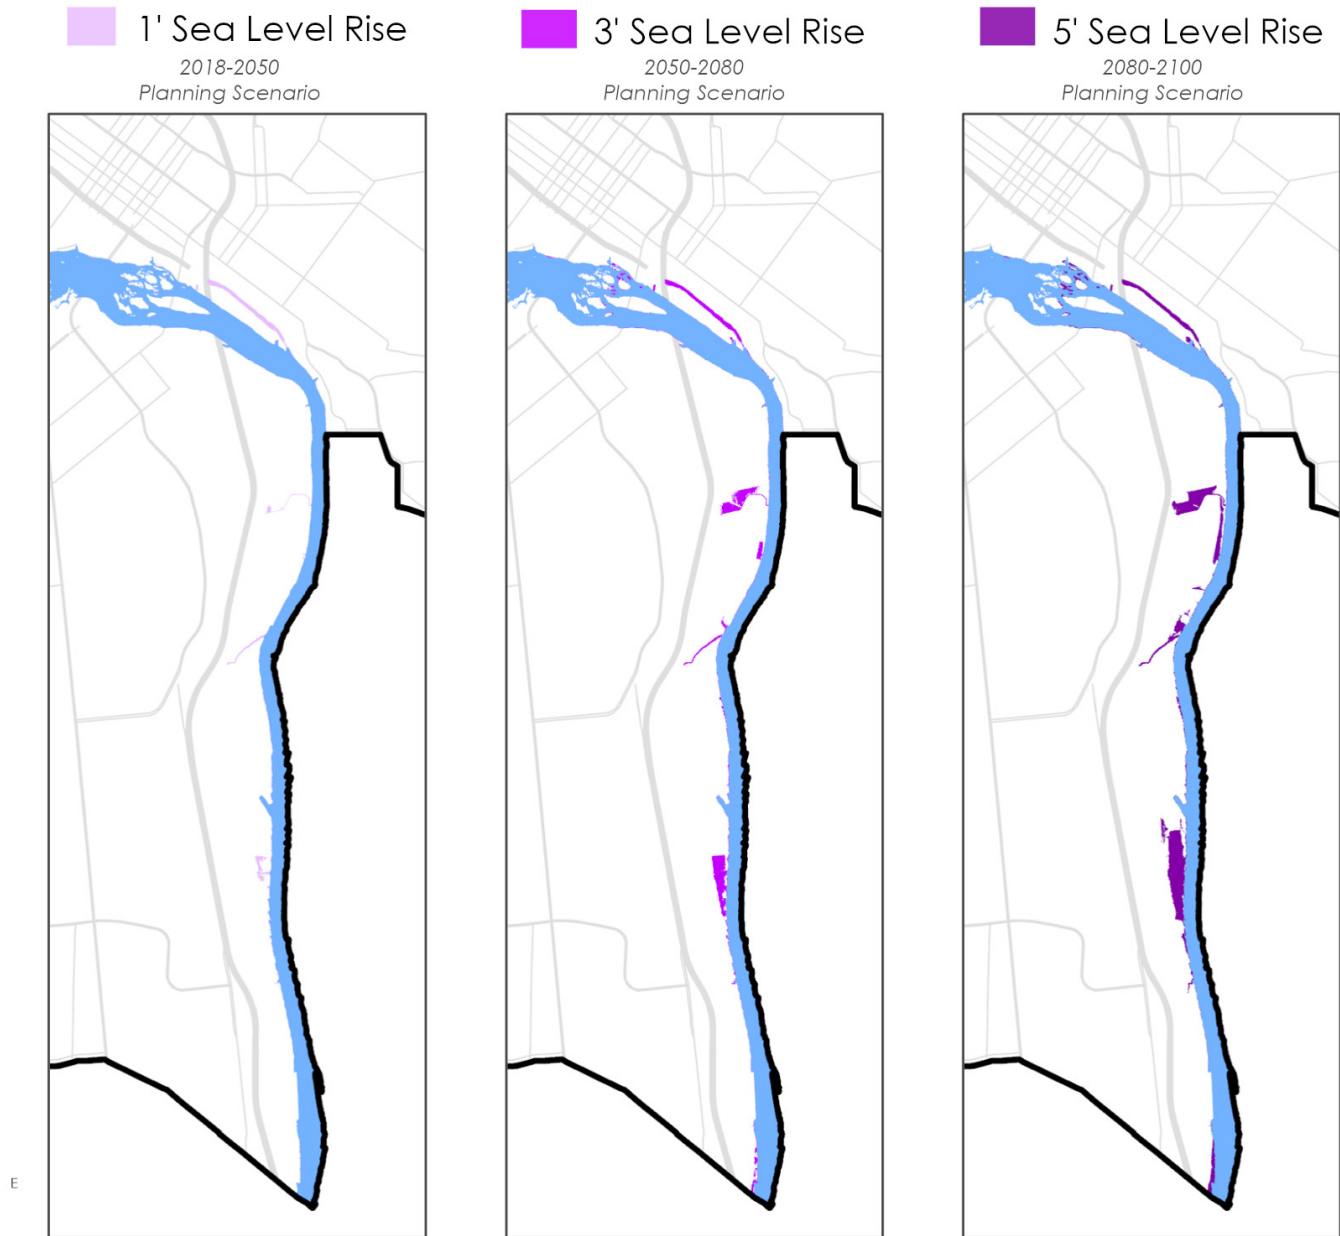 1' Sea Level Rise
2018-2050
Planning Scenario
3' Sea Level Rise
2050-2080
Planning Scenario
5' Sea Level Rise
2080-2100
Planning Scenario
E